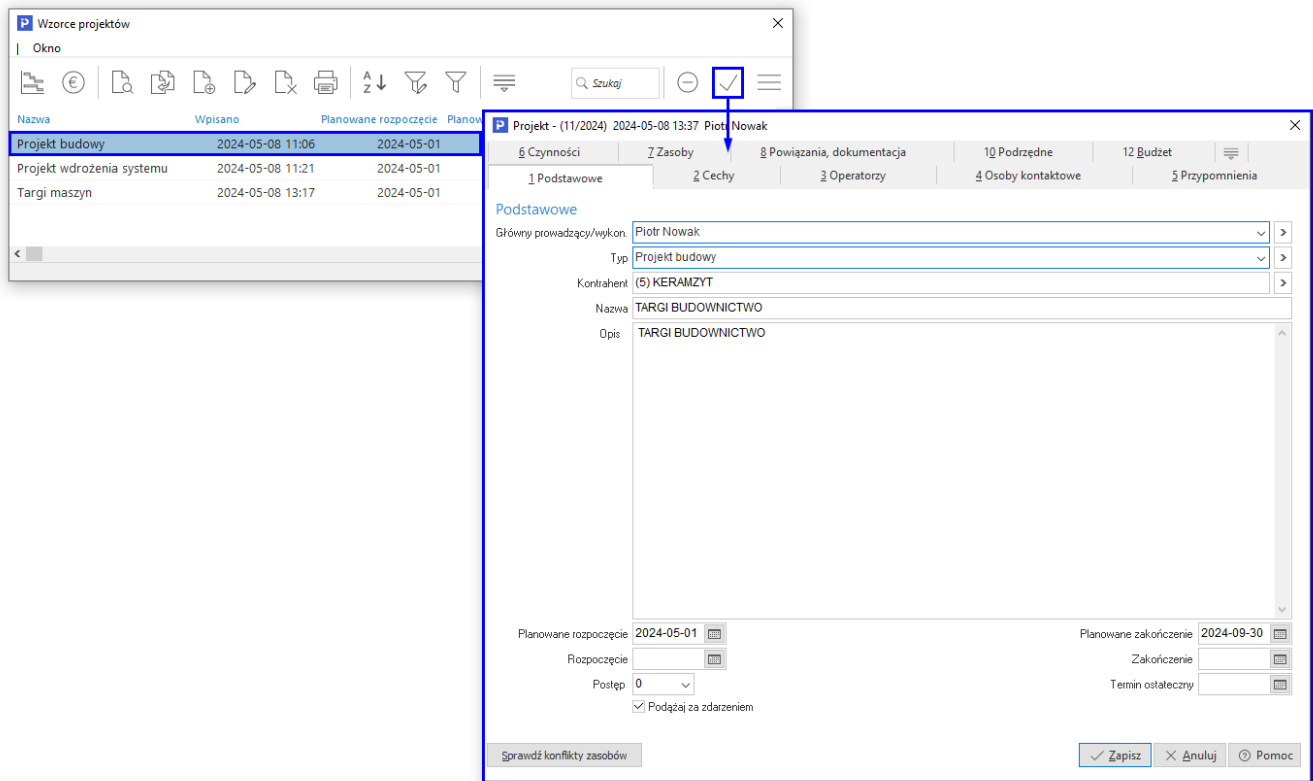 Wzorce projektów
Okno
Szukaj
Nazwa Wpisano Planowane rozpoczęcie Planow
Projekt budowy 2024-05-08 11:06 2024-05-01
Projekt wdrożenia systemu 2024-05-08 11:21 2024-05-01
Targi maszyn 2024-05-08 13:17 2024-05-01
Projekt - (11/2024) 2024-05-08 13:37 Piotr Nowak
6 Czynności 7 Zasoby 8 Powiązania, dokumentacja 10 Podrzędne 12 Budżet
1 Podstawowe 2 Cechy 3 Operatorzy 4 Osoby kontaktowe 5 Przypomnienia
Podstawowe
Główny prowadzący/wykon. Piotr Nowak
Typ Projekt budowy
Kontrahent (5) KERAMZYT
Nazwa TARGI BUDOWNICTWO
Opis TARGI BUDOWNICTWO
Planowane rozpoczęcie 2024-05-01 Planowane zakończenie 2024-09-30
Rozpoczęcie Zakończenie
Postęp 0 Termin ostateczny
Podążaj za zdarzeniem
Sprawdź konflikty zasobów Zapisz Anuluj Pomoc